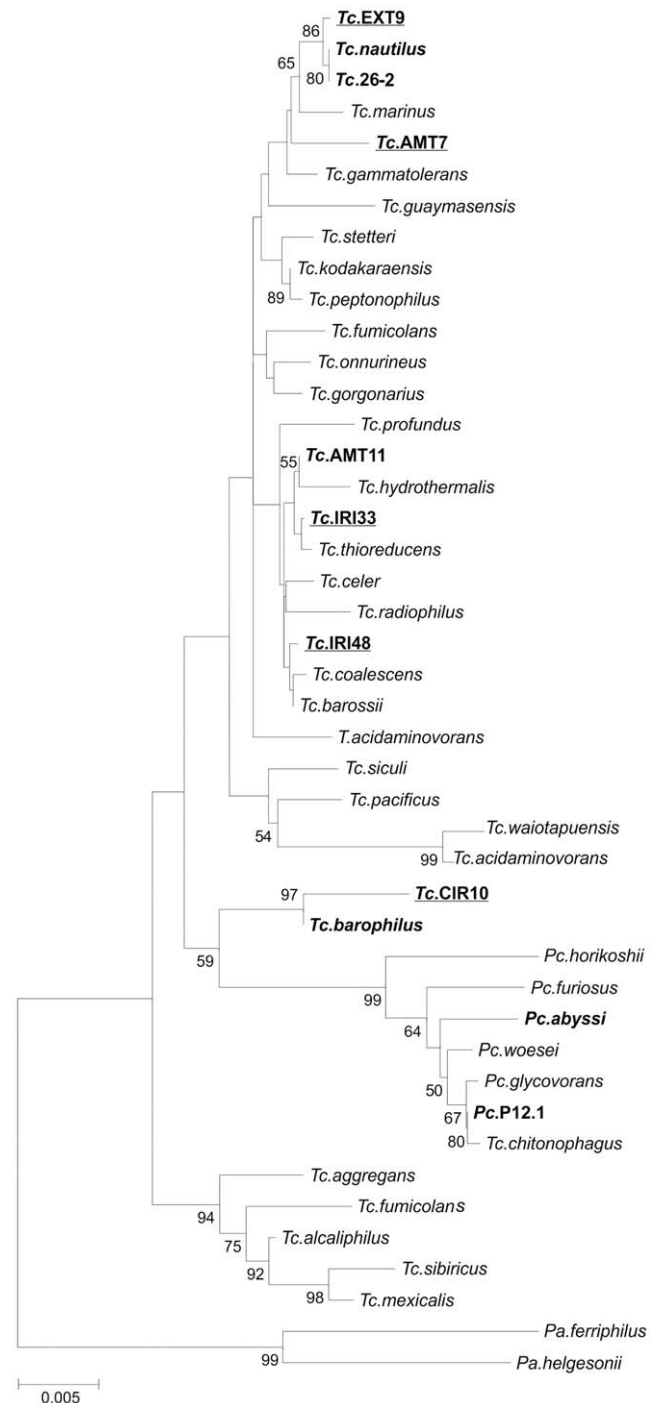 Tc.EXT9
86
Tc.nautilus
65
80
Tc.26-2
Tc.marinus
Tc.AMT7
Tc.gammatolerans
Tc.guaymasensis
Tc.stetteri
Tc.kodakaraensis
89
Tc.peptonophilus
Tc.fumicolans
Tc.onnurineus
Tc.gorgonarius
Tc.profundus
55
Tc.AMT11
Tc.hydrothermalis
Tc.IRI33
Tc.thioreducens
Tc.celer
Tc.radiophilus
Tc.IRI48
Tc.coalescens
Tc.barossii
T.acidaminovorans
Tc.siculi
Tc.pacificus
54
Tc.waiotapuensis
99
Tc.acidaminovorans
97
Tc.CIR10
Tc.barophilus
59
Pc.horikoshii
99
Pc.furiosus
64
Pc.abyssi
Pc.woesei
50
Pc.glycovorans
67
Pc.P12.1
80
Tc.chitonophagus
Tc.aggregans
94
Tc.fumicolans
75
Tc.alcaliphilus
92
Tc.sibiricus
98
Tc.mexicalis
Pa.ferriphilus
99
Pa.helgesonii
0.005